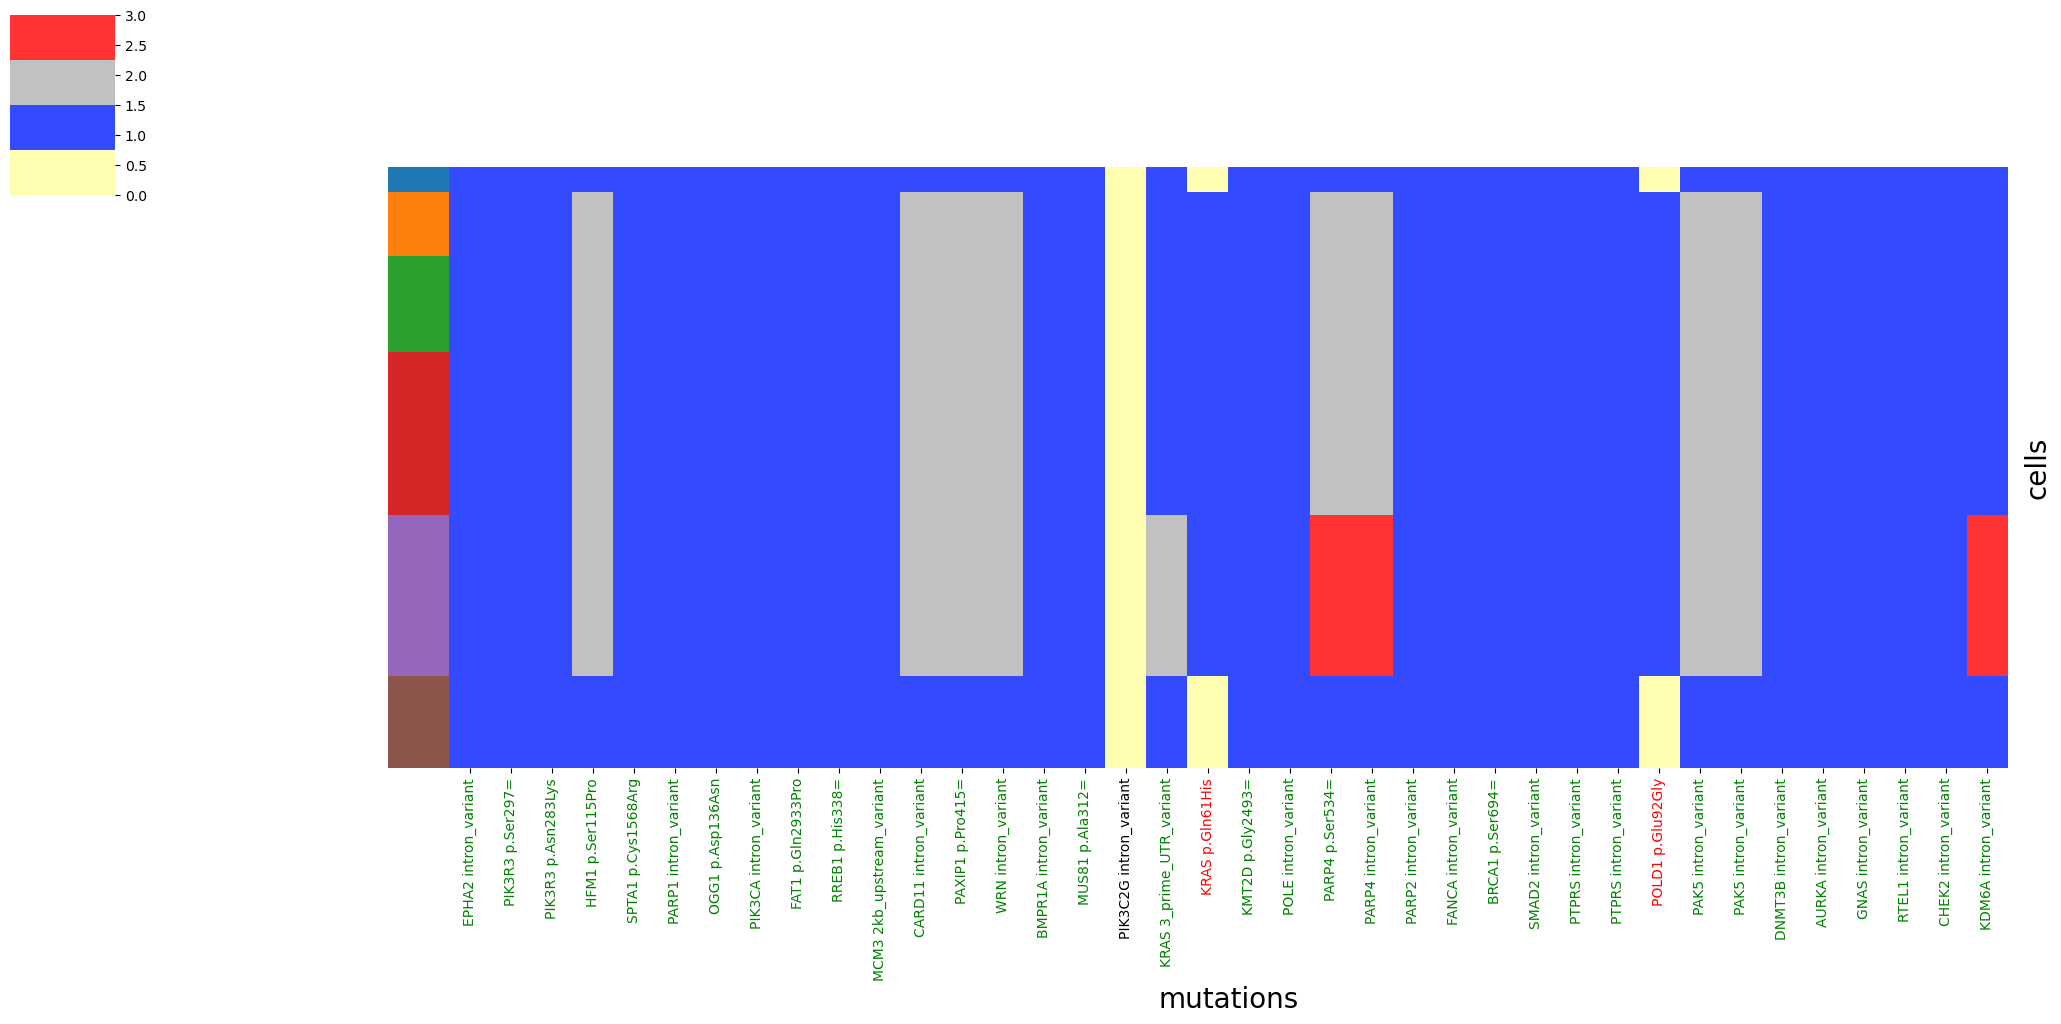 3.0
2.5
2.0
1.5
1.0
0.5
0.0
cells
EPHA2 intron_variant
PIK3R3 p.Ser297=
PIK3R3 p.Asn283Lys
HFM1 p.Ser115Pro
SPTA1 p.Cys1568Arg
PARP1 intron_variant
OGG1 p.Asp136Asn
PIK3CA intron_variant
FAT1 p.Gln2933Pro
RREB1 p.His338=
MCM3 2kb_upstream_variant
CARD11 intron_variant
PAXIP1 p.Pro415=
WRN intron_variant
BMPR1A intron_variant
MUS81 p.Ala312=
PIK3C2G intron_variant
KRAS 3_prime_UTR_variant
KRAS p.Gln61His
KMT2D p.Gly2493=
POLE intron_variant
PARP4 p.Ser534=
PARP4 intron_variant
PARP2 intron_variant
FANCA intron_variant
BRCA1 p.Ser694=
SMAD2 intron_variant
PTPRS intron_variant
PTPRS intron_variant
POLD1 p.Glu92Gly
PAK5 intron_variant
PAK5 intron_variant
DNMT3B intron_variant
AURKA intron_variant
GNAS intron_variant
RTEL1 intron_variant
CHEK2 intron_variant
KDM6A intron_variant
mutations